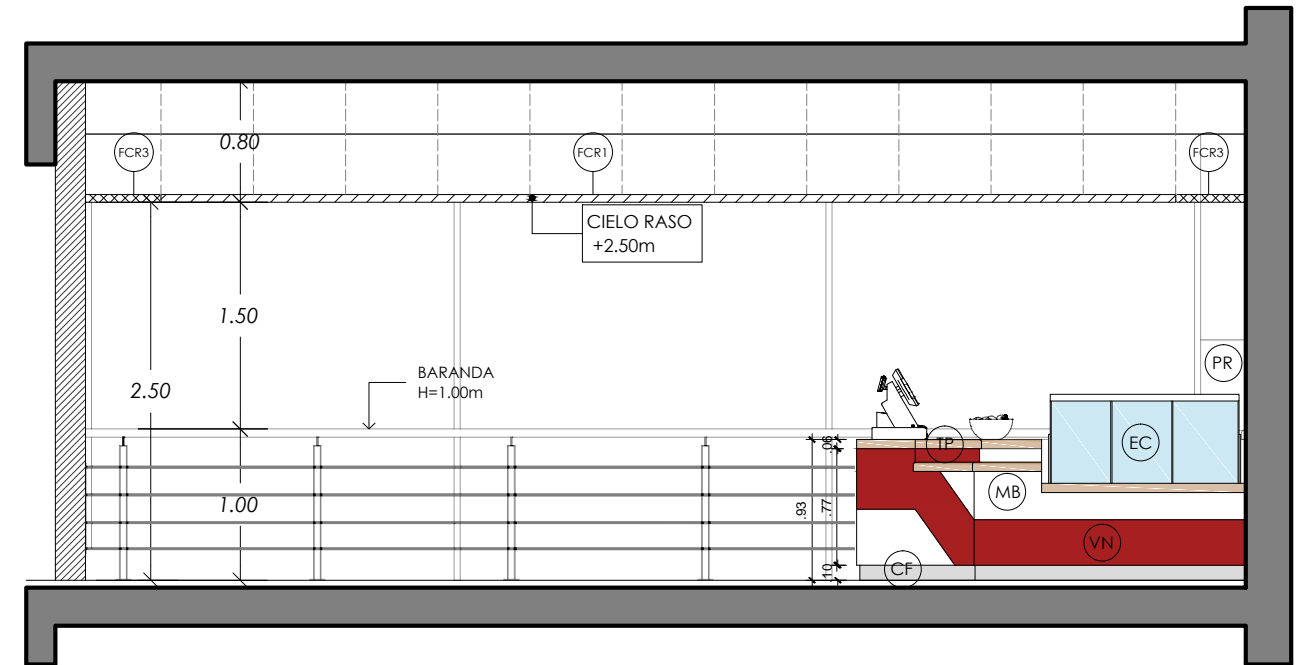 0.80
FCR3
FCR1
FCR3
CIELO RASO
+2.50m
1.50
2.50
BARANDA
H=1.00m
PR
.06
TP
EC
MB
1.00
.93
.77
VN
.10
CF